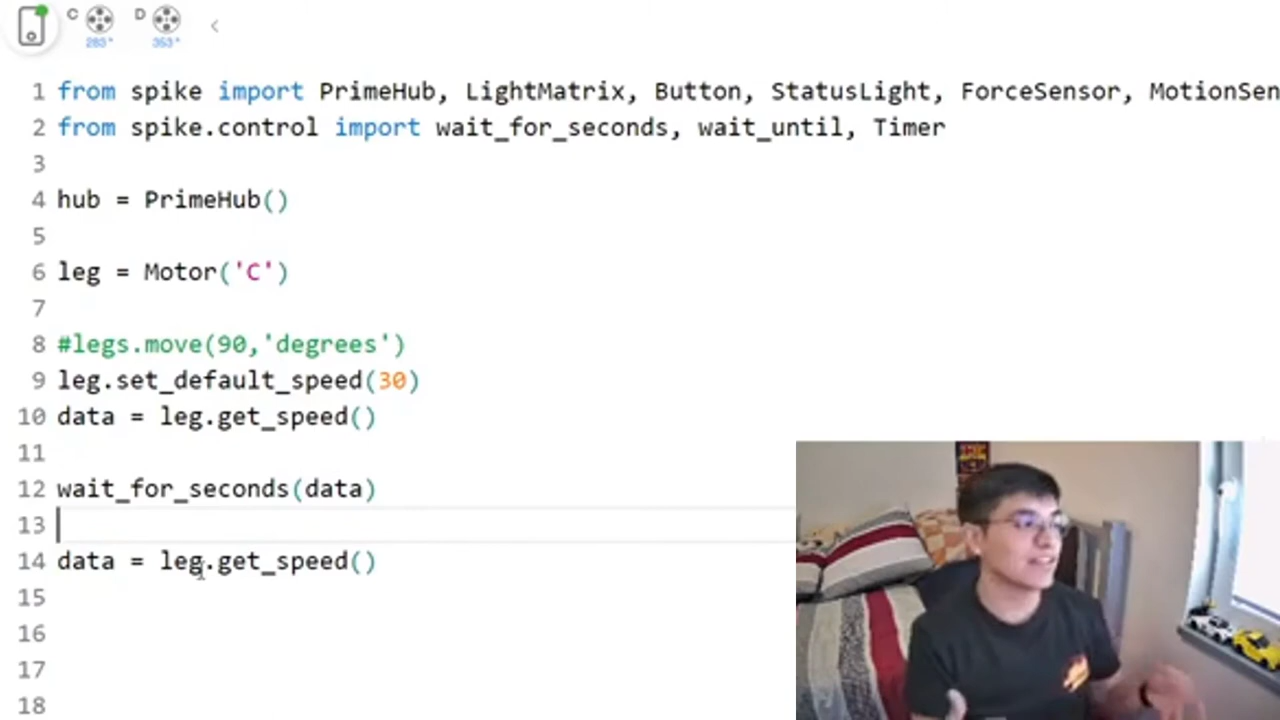 C
D
283°
353°
1 from spike import PrimeHub, LightMatrix, Button, StatusLight, ForceSensor, MotionSen
2 from spike.control import wait_for_seconds, wait_until, Timer
3
4 hub = PrimeHub()
5
6 leg = Motor('C')
7
8 #legs.move(90,'degrees')
9 leg.set_default_speed(30)
10 data = leg.get_speed()
11
12 wait_for_seconds(data)
13
14 data = leg.get_speed()
15
16
17
18